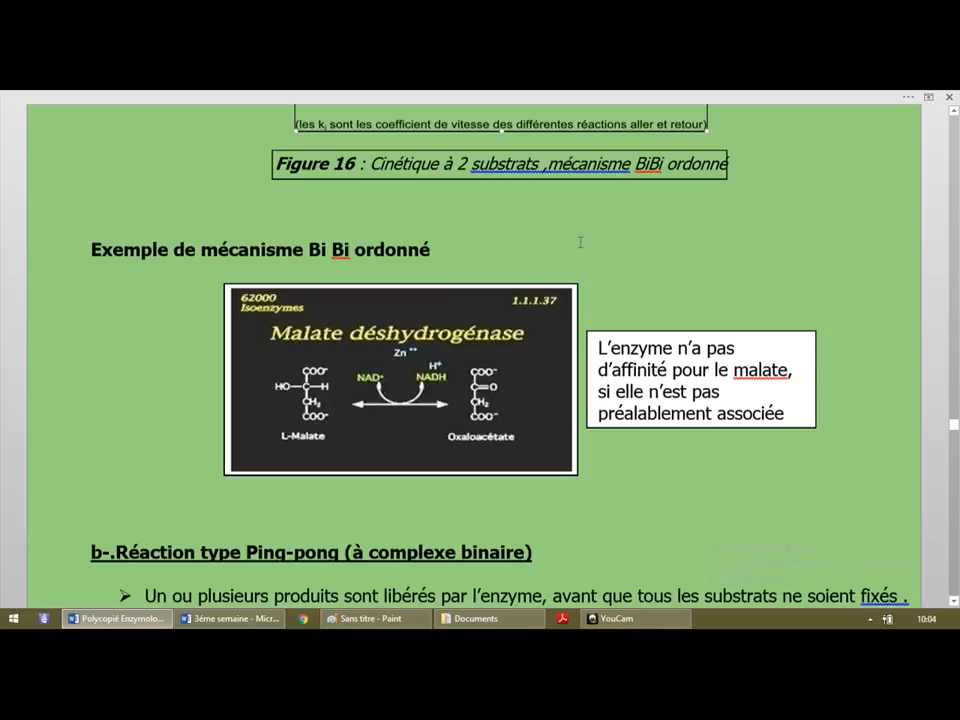 (les ki sont les coefficient de vitesse des différentes réactions aller et retour)
Figure 16 : Cinétique à 2 substrats ,mécanisme BiBi ordonné
Exemple de mécanisme Bi Bi ordonné
62000
Isoenzymes
1.1.1.37
Malate déshydrogénase
Zn ++
H+
NAD+
NADH
COO-
HO-C-H
CH2
COO-
L-Malate
COO-
C=O
CH2
COO-
Oxaloacétate
L’enzyme n’a pas
d’affinité pour le malate,
si elle n’est pas
préalablement associée
b-.Réaction type Ping-pong (à complexe binaire)
➢ Un ou plusieurs produits sont libérés par l’enzyme, avant que tous les substrats ne soient fixés .
Polycopié Enzymolo...
3éme semaine - Micr...
Sans titre - Paint
Documents
YouCam
10:04